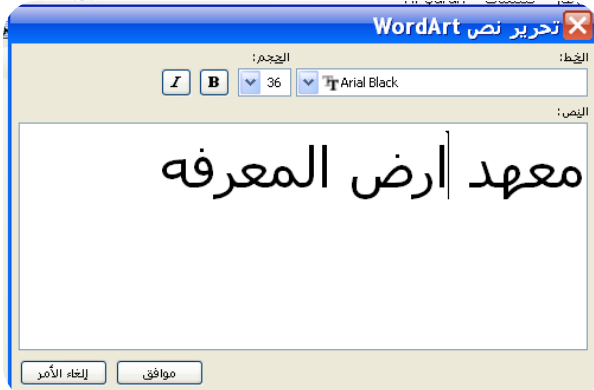 تحرير نص WordArt
الخط:
الحجم:
Arial Black
36
B
I
النص:
معهد ارض المعرفه
موافق
إلغاء الأمر